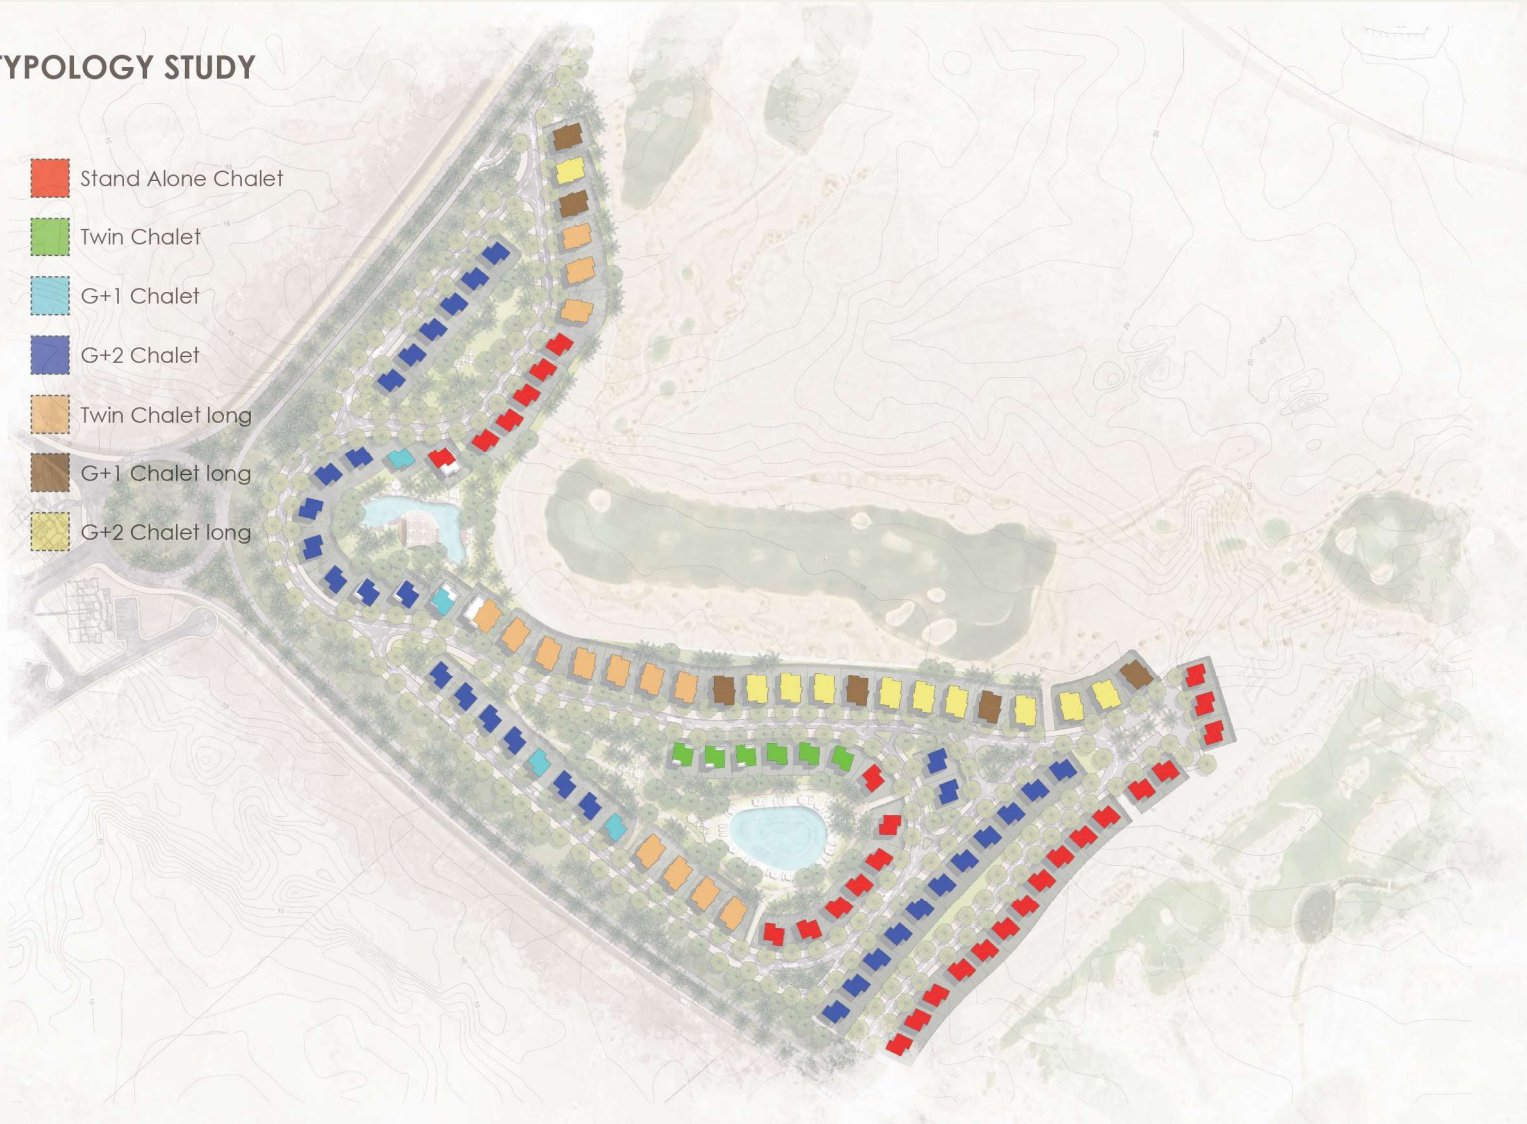 TYPOLOGY STUDY
Stand Alone Chalet
Twin Chalet
G+1 Chalet
G+2 Chalet
Twin Chalet long
G+1 Chalet long
G+2 Chalet long